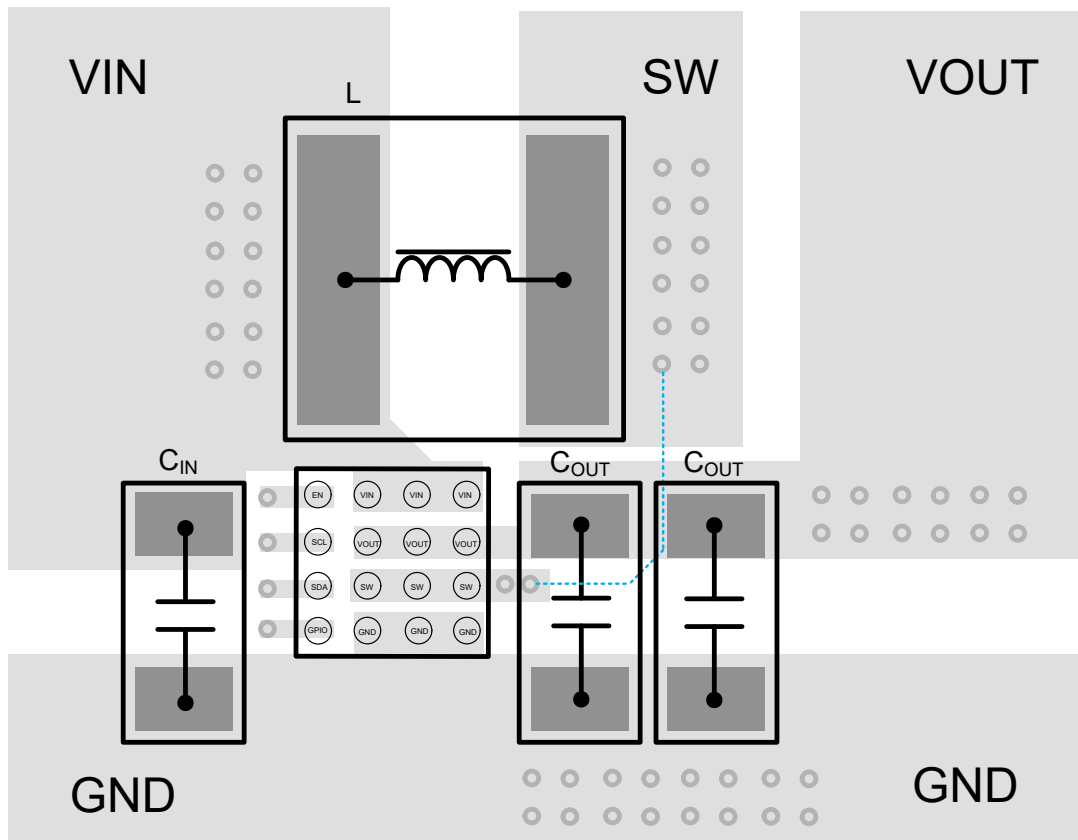 VIN
SW
VOUT
L
CIN
COUT
COUT
EN VIN VIN VIN
SCL VOUT VOUT VOUT
SDA SW SW SW
GPIO GND GND GND
GND
GND